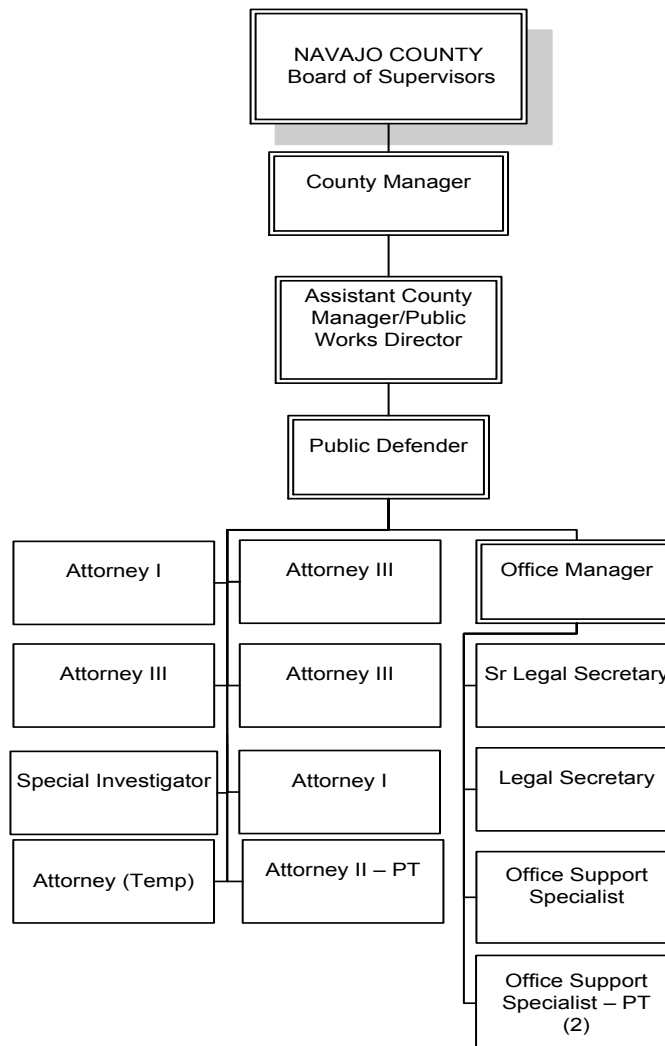 NAVAJO COUNTY
Board of Supervisors
County Manager
Assistant County
Manager/Public
Works Director
Public Defender
Attorney I
Attorney III
Office Manager
Attorney III
Attorney III
Sr Legal Secretary
Special Investigator
Attorney I
Legal Secretary
Attorney (Temp)
Attorney II – PT
Office Support
Specialist
Office Support
Specialist – PT
(2)